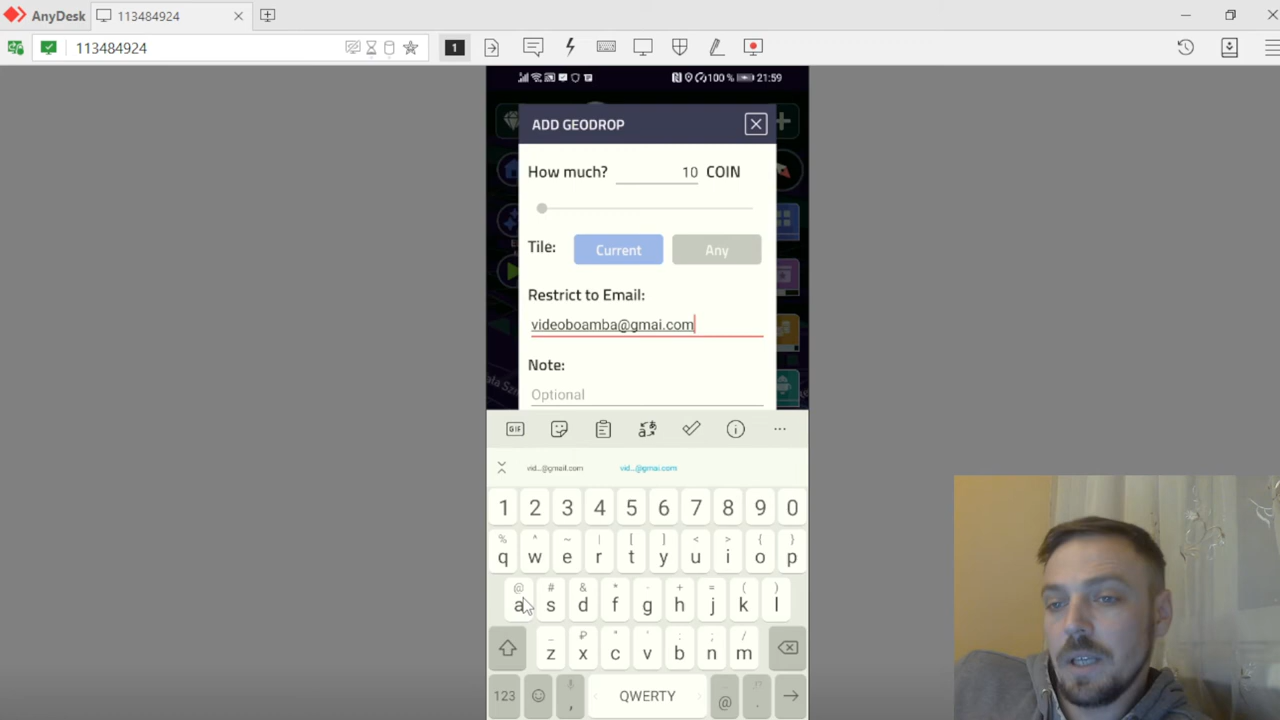 AnyDesk 113484924
113484924 1
100 % 21:59
ADD GEODROP
How much? 10 COIN
Tile: Current Any
Restrict to Email:
videoboamba@gmai.com
Note:
Optional
GIF
vid...@gmail.com vid...@gmai.com
1 2 3 4 5 6 7 8 9 0
% ^ ~ | [ ] < > { }
q w e r t y u i o p
@ # & * - + = ( )
a s d f g h j k l
_ ₽ " ' : ; /
z x c v b n m
123 , QWERTY @ .